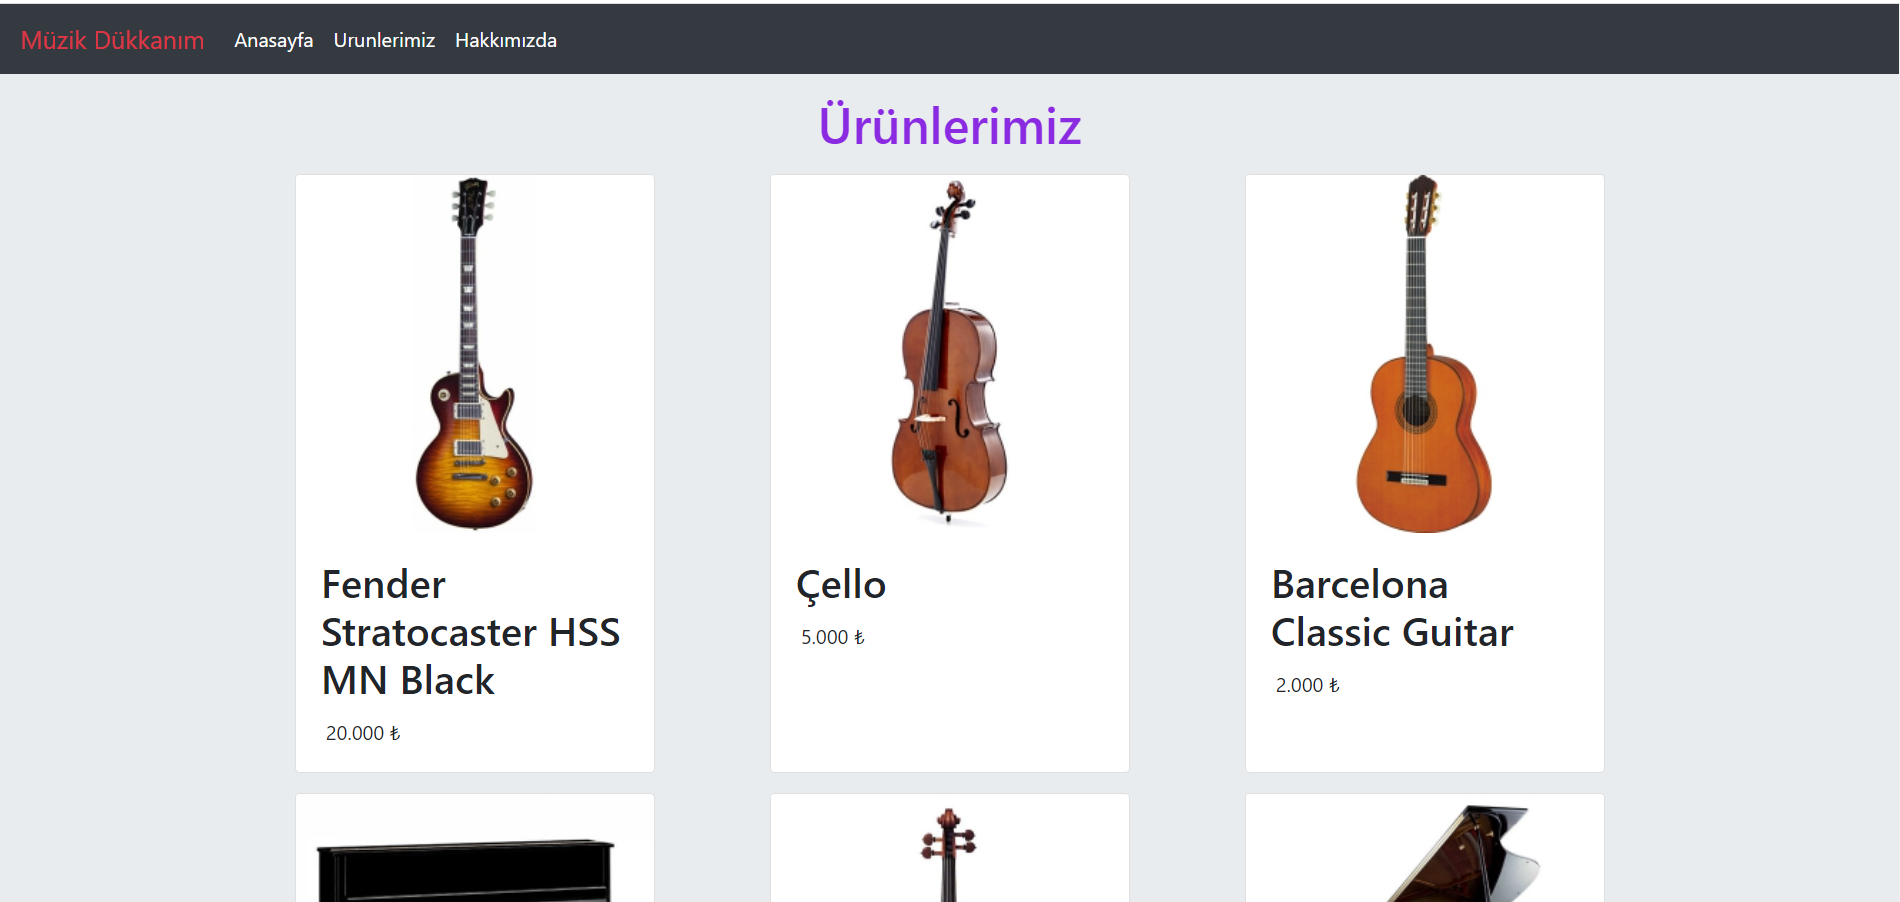 Müzik Dükkanım Anasayfa Urunlerimiz Hakkımızda
Ürünlerimiz
Fender
Stratocaster HSS
MN Black
20.000 ₺
Çello
5.000 ₺
Barcelona
Classic Guitar
2.000 ₺